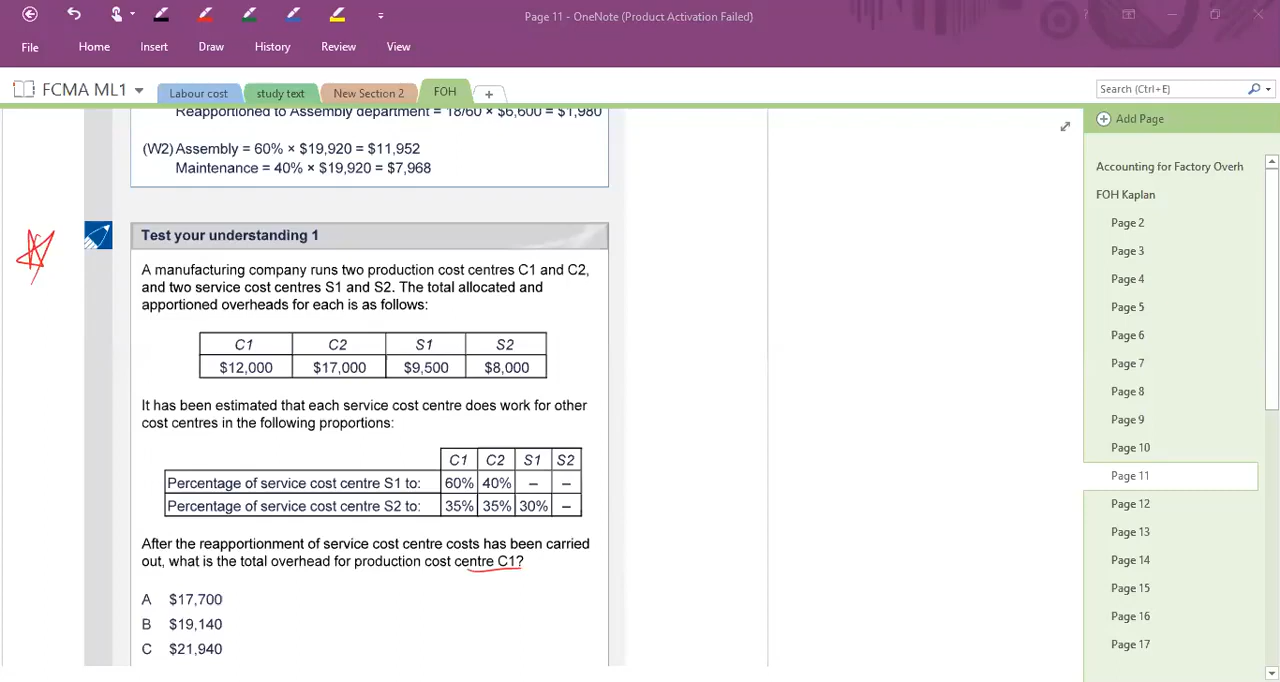 Page 11 - OneNote (Product Activation Failed)
File Home Insert Draw History Review View
FCMA ML1 Labour cost study text New Section 2 FOH
Search (Ctrl+E)
Add Page
Accounting for Factory Overh
FOH Kaplan
Page 2
Page 3
Page 4
Page 5
Page 6
Page 7
Page 8
Page 9
Page 10
Page 11
Page 12
Page 13
Page 14
Page 15
Page 16
Page 17
Reapportioned to Assembly department = 18/60 × $6,600 = $1,980
(W2) Assembly = 60% × $19,920 = $11,952
Maintenance = 40% × $19,920 = $7,968
Test your understanding 1
A manufacturing company runs two production cost centres C1 and C2,
and two service cost centres S1 and S2. The total allocated and
apportioned overheads for each is as follows:
C1 C2 S1 S2
$12,000 $17,000 $9,500 $8,000
It has been estimated that each service cost centre does work for other
cost centres in the following proportions:
C1 C2 S1 S2
Percentage of service cost centre S1 to: 60% 40% – –
Percentage of service cost centre S2 to: 35% 35% 30% –
After the reapportionment of service cost centre costs has been carried
out, what is the total overhead for production cost centre C1?
A $17,700
B $19,140
C $21,940